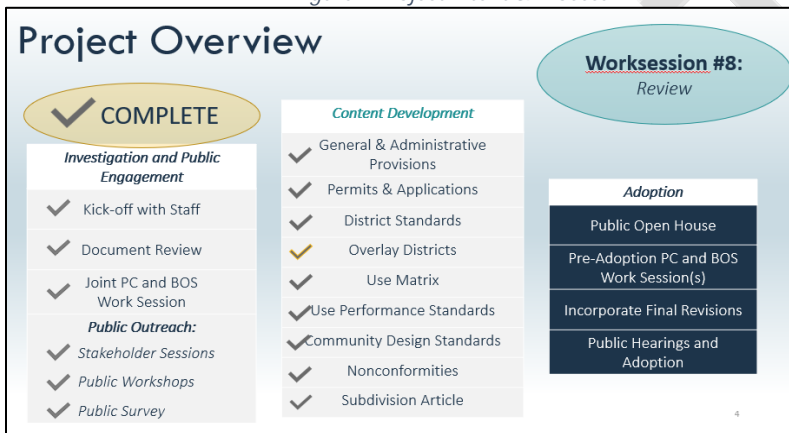 Project Overview
Worksession #8:
Review
COMPLETE
Investigation and Public
Engagement
Kick-off with Staff
Document Review
Joint PC and BOS
Work Session
Public Outreach:
Stakeholder Sessions
Public Workshops
Public Survey
Content Development
General & Administrative
Provisions
Permits & Applications
District Standards
Overlay Districts
Use Matrix
Use Performance Standards
Community Design Standards
Nonconformities
Subdivision Article
Adoption
Public Open House
Pre-Adoption PC and BOS
Work Session(s)
Incorporate Final Revisions
Public Hearings and
Adoption
4